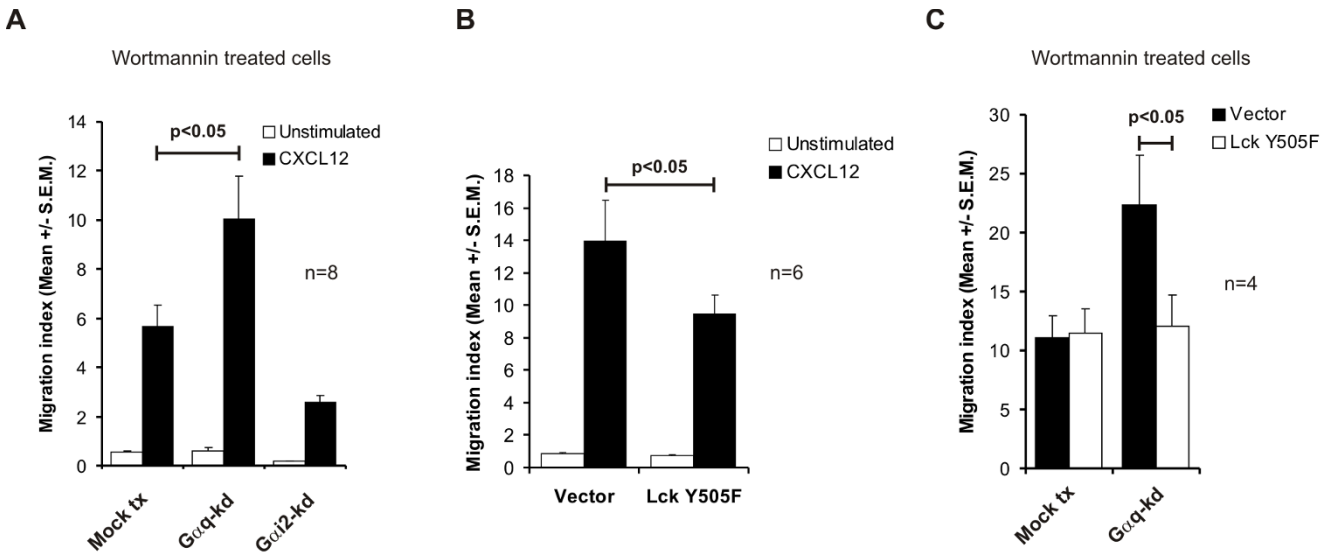 A
Wortmannin treated cells
Migration index (Mean +/- S.E.M.)
14
12
10
8
6
4
2
0
p<0.05
Unstimulated
CXCL12
n=8
Mock tx
Gαq-kd
Gαi2-kd
B
Migration index (Mean +/- S.E.M.)
18
16
14
12
10
8
6
4
2
0
p<0.05
Unstimulated
CXCL12
n=6
Vector
Lck Y505F
C
Wortmannin treated cells
Migration index (Mean +/- S.E.M.)
30
25
20
15
10
5
0
p<0.05
Vector
Lck Y505F
n=4
Mock tx
Gαq-kd